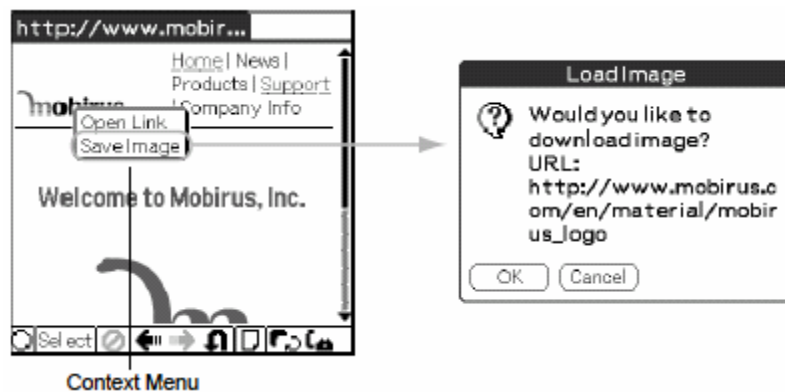 http://www.mobir...
Home | News |
Products | Support
| Company Info
mobirus
Open Link
Save Image
Welcome to Mobirus, Inc.
Select
Context Menu
Load Image
Would you like to
download image?
URL:
http://www.mobirus.c
om/en/material/mobir
us_logo
OK
Cancel